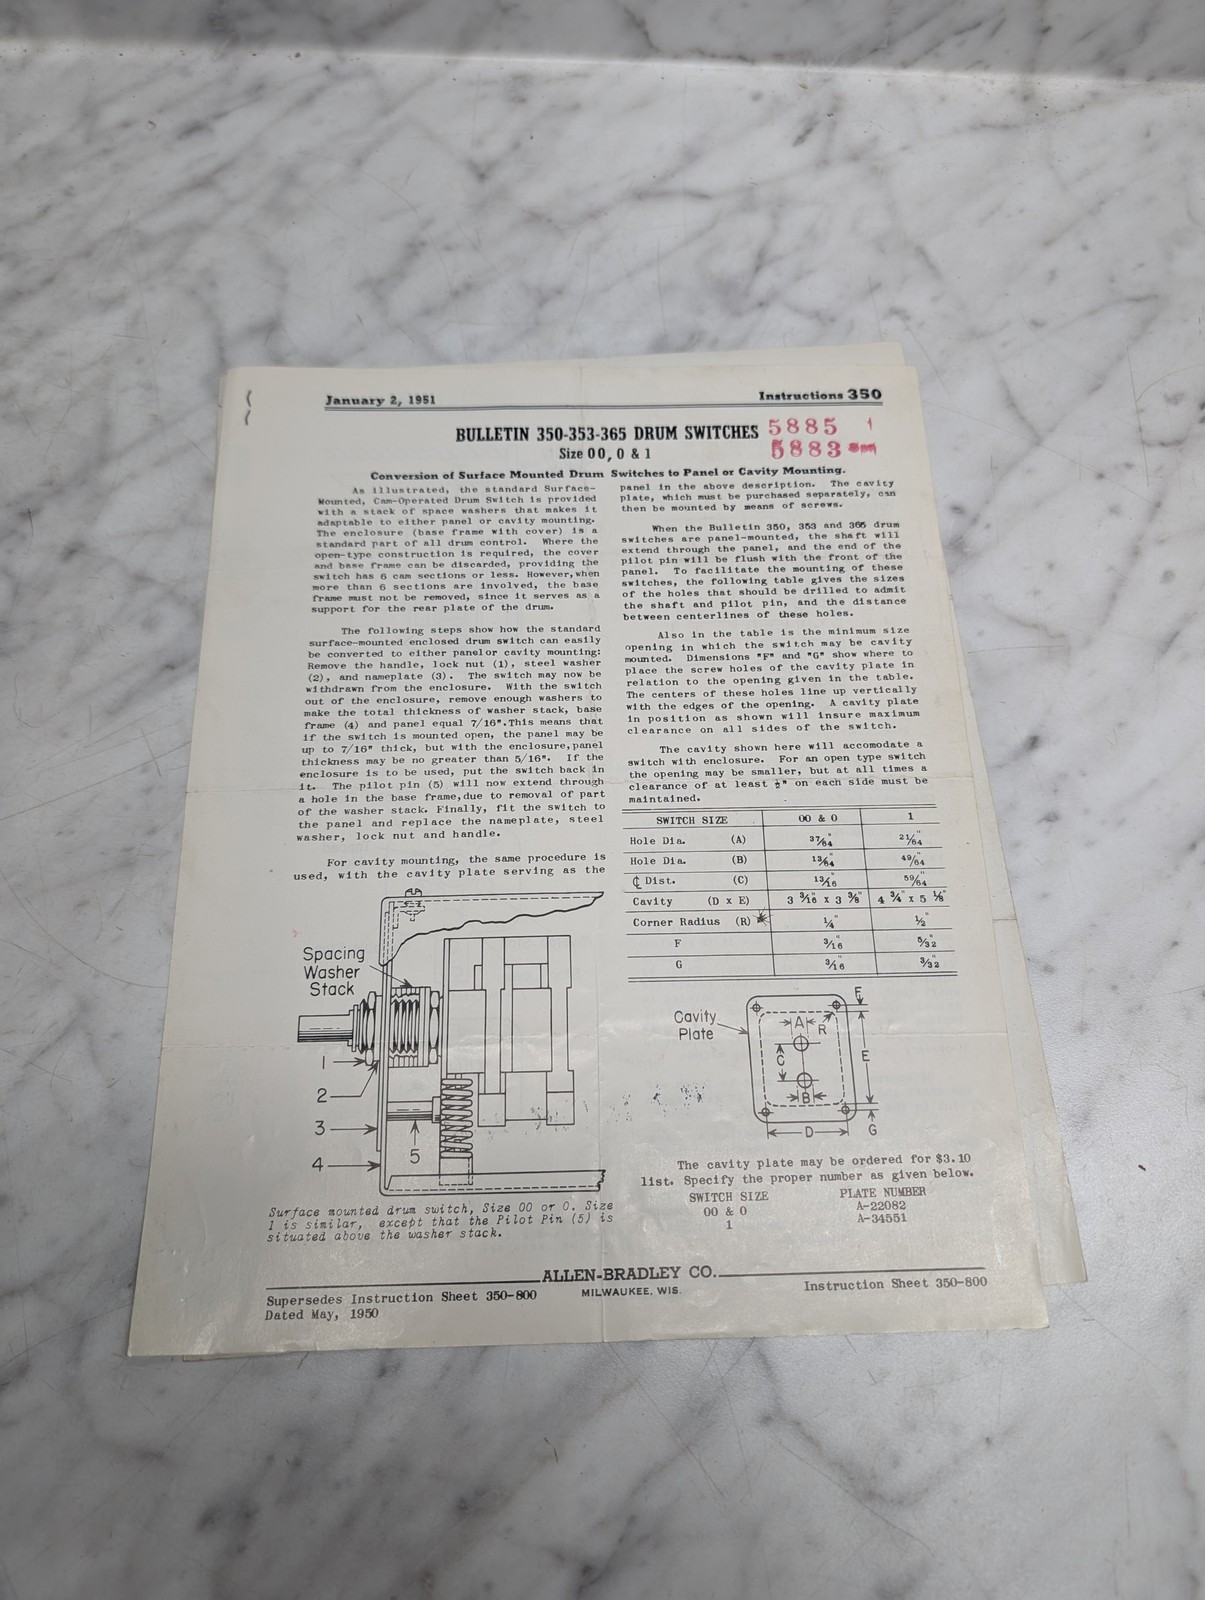 January 2, 1951
Instructions 350
BULLETIN 350-353-365 DRUM SWITCHES
5885 1
5883
Size 00, 0 & 1
Conversion of Surface Mounted Drum Switches to Panel or Cavity Mounting.
As illustrated, the standard Surface-
Mounted, Cam-Operated Drum Switch is provided
with a stack of space washers that makes it
adaptable to either panel or cavity mounting.
The enclosure (base frame with cover) is a
standard part of all drum control. Where the
open-type construction is required, the cover
and base frame can be discarded, providing the
switch has 6 cam sections or less. However,when
more than 6 sections are involved, the base
frame must not be removed, since it serves as a
support for the rear plate of the drum.
The following steps show how the standard
surface-mounted enclosed drum switch can easily
be converted to either panelor cavity mounting:
Remove the handle, lock nut (1), steel washer
(2), and nameplate (3). The switch may now be
withdrawn from the enclosure. With the switch
out of the enclosure, remove enough washers to
make the total thickness of washer stack, base
frame (4) and panel equal 7/16".This means that
if the switch is mounted open, the panel may be
up to 7/16" thick, but with the enclosure,panel
thickness may be no greater than 5/16". If the
enclosure is to be used, put the switch back in
it. The pilot pin (5) will now extend through
a hole in the base frame,due to removal of part
of the washer stack. Finally, fit the switch to
the panel and replace the nameplate, steel
washer, lock nut and handle.
For cavity mounting, the same procedure is
used, with the cavity plate serving as the
panel in the above description. The cavity
plate, which must be purchased separately, can
then be mounted by means of screws.
When the Bulletin 350, 353 and 365 drum
switches are panel-mounted, the shaft will
extend through the panel, and the end of the
pilot pin will be flush with the front of the
panel. To facilitate the mounting of these
switches, the following table gives the sizes
of the holes that should be drilled to admit
the shaft and pilot pin, and the distance
between centerlines of these holes.
Also in the table is the minimum size
opening in which the switch may be cavity
mounted. Dimensions "F" and "G" show where to
place the screw holes of the cavity plate in
relation to the opening given in the table.
The centers of these holes line up vertically
with the edges of the opening. A cavity plate
in position as shown will insure maximum
clearance on all sides of the switch.
The cavity shown here will accomodate a
switch with enclosure. For an open type switch
the opening may be smaller, but at all times a
clearance of at least ½" on each side must be
maintained.
SWITCH SIZE 00 & 0 1
Hole Dia. (A) 37/64" 21/64"
Hole Dia. (B) 13/64" 49/64
℄ Dist. (C) 13/16" 59/64"
Cavity (D x E) 3 3/16" x 3 3/8" 4 3/4" x 5 1/8"
Corner Radius (R) 1/4" 1/2"
F 3/16" 5/32"
G 3/16" 3/32"
Spacing
Washer
Stack
1
2
3
4
5
Cavity
Plate
F
A
R
C
E
B
D
G
Surface mounted drum switch, Size 00 or 0. Size
1 is similar, except that the Pilot Pin (5) is
situated above the washer stack.
The cavity plate may be ordered for $3.10
list. Specify the proper number as given below.
SWITCH SIZE PLATE NUMBER
00 & 0 A-22082
1 A-34551
ALLEN-BRADLEY CO.
MILWAUKEE, WIS.
Supersedes Instruction Sheet 350-800
Dated May, 1950
Instruction Sheet 350-800